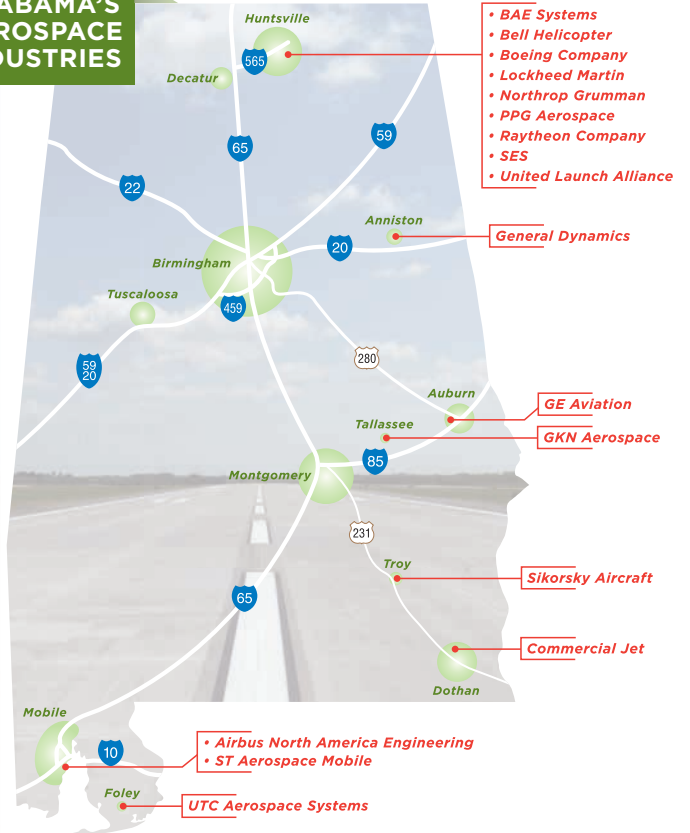 ABAMA'S
ROSPACE
DUSTRIES
Huntsville
• BAE Systems
• Bell Helicopter
• Boeing Company
• Lockheed Martin
• Northrop Grumman
• PPG Aerospace
• Raytheon Company
• SES
• United Launch Alliance
565
Decatur
65
59
22
Anniston
General Dynamics
20
Birmingham
Tuscaloosa
459
280
59
20
Auburn
GE Aviation
Tallassee
GKN Aerospace
85
Montgomery
231
Troy
Sikorsky Aircraft
65
Commercial Jet
Dothan
Mobile
• Airbus North America Engineering
• ST Aerospace Mobile
10
Foley
UTC Aerospace Systems